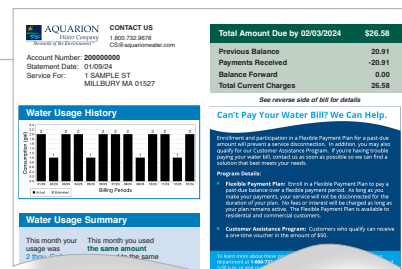 AQUARION
Water Company
Stewards of the Environment™
CONTACT US
1.800.732.9678
CS@aquarionwater.com
Account Number: 200000000
Statement Date: 01/09/24
Service For: 1 SAMPLE ST
MILLBURY MA 01527
Total Amount Due by 02/03/2024 $26.58
Previous Balance 20.91
Payments Received -20.91
Balance Forward 0.00
Total Current Charges 26.58
See reverse side of bill for details
Water Usage History
Consumption (gal)
Billing Periods
Actual Estimated
Water Usage Summary
This month your
usage was
This month you used
the same amount
Can't Pay Your Water Bill? We Can Help.
Enrollment and participation in a Flexible Payment Plan for a past-due
amount will prevent a service disconnection. In addition, you may also
qualify for our Customer Assistance Program. If you're having trouble
paying your water bill, contact us as soon as possible so we can find a
solution that best meets your needs.
Program Details:
Flexible Payment Plan: Enroll in a Flexible Payment Plan to pay a
past-due balance over a flexible payment period. As long as you
make your payments, your service will not be disconnected for the
duration of your plan. No fees or interest will be charged as long as
your plan remains active. The Flexible Payment Plan is available to
residential and commercial customers.
Customer Assistance Program: Customers who qualify can receive
a one-time voucher in the amount of $50.
To learn more about these
department at